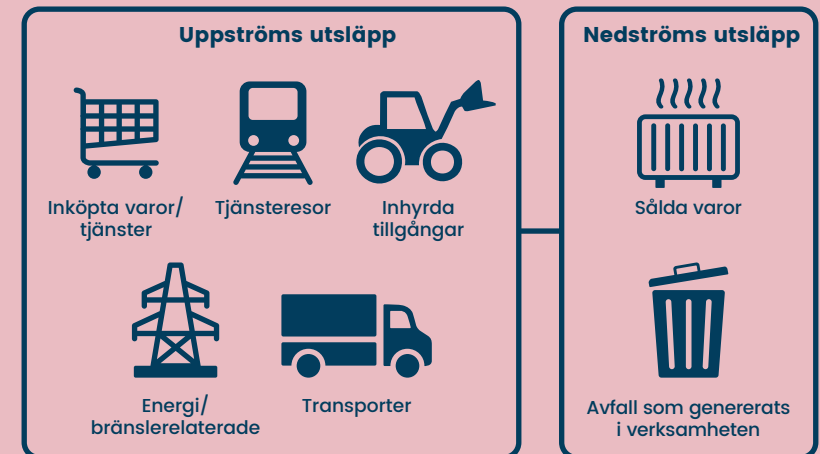 Uppströms utsläpp
Inköpta varor/
tjänster
Tjänsteresor
Inhyrda
tillgångar
Energi/
bränslerelaterade
Transporter
Nedströms utsläpp
Sålda varor
Avfall som genererats
i verksamheten